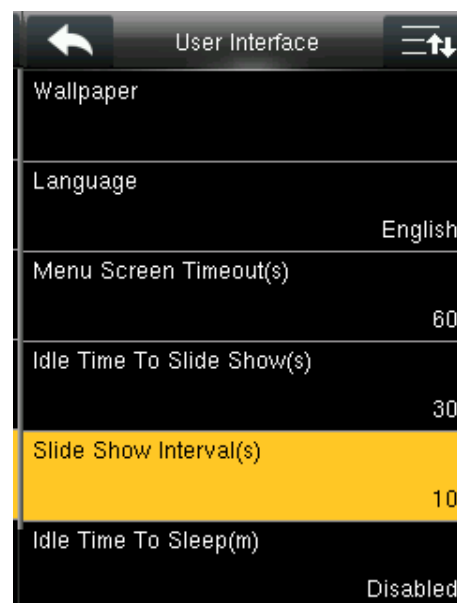 User Interface
Wallpaper
Language
English
Menu Screen Timeout(s)
60
Idle Time To Slide Show(s)
30
Slide Show Interval(s)
10
Idle Time To Sleep(m)
Disabled